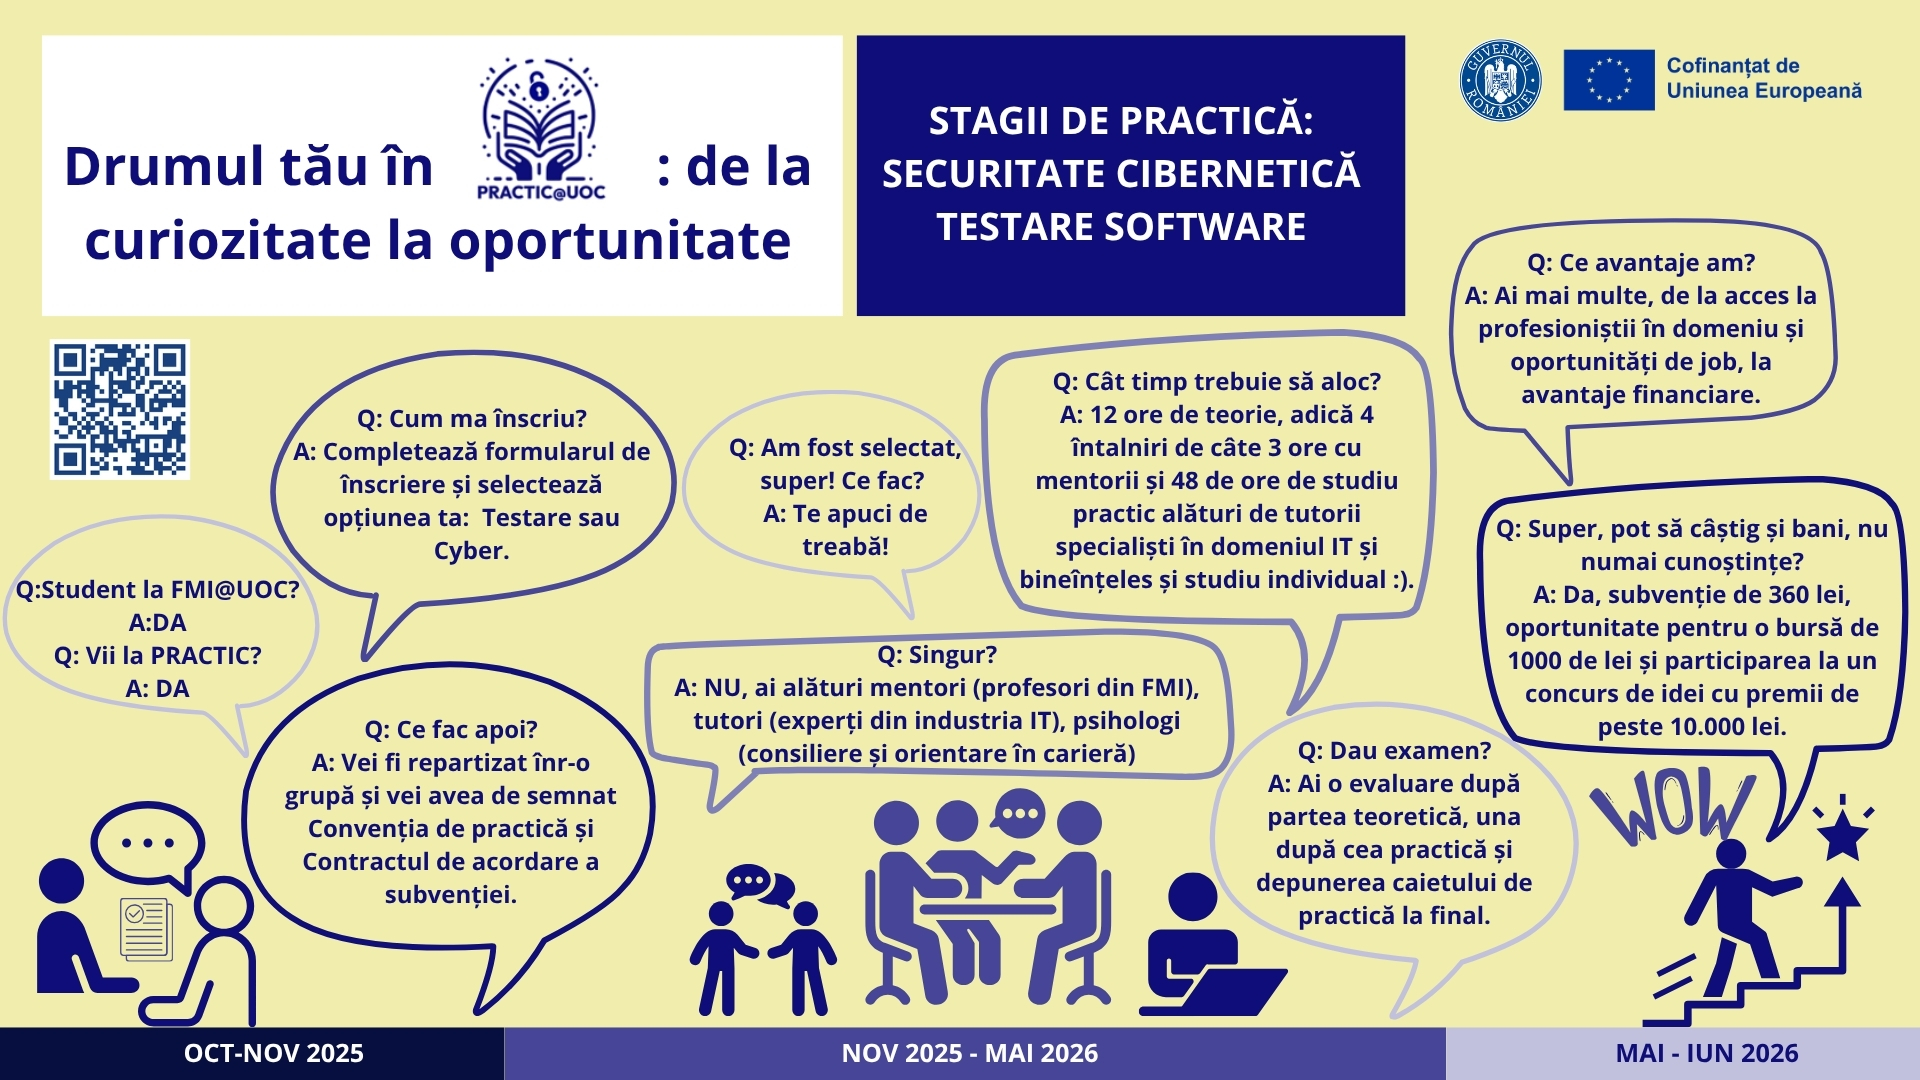 Drumul tău în
PRACTIC@UOC
: de la
curiozitate la oportunitate
STAGII DE PRACTICĂ:
SECURITATE CIBERNETICĂ
TESTARE SOFTWARE
GUVERNUL
ROMÂNIEI
Cofinanțat de
Uniunea Europeană
Q:Student la FMI@UOC?
A:DA
Q: Vii la PRACTIC?
A: DA
Q: Cum ma înscriu?
A: Completează formularul de
înscriere și selectează
opțiunea ta:  Testare sau
Cyber.
Q: Ce fac apoi?
A: Vei fi repartizat înr-o
grupă și vei avea de semnat
Convenția de practică și
Contractul de acordare a
subvenției.
Q: Am fost selectat,
super! Ce fac?
A: Te apuci de
treabă!
Q: Singur?
A: NU, ai alături mentori (profesori din FMI),
tutori (experți din industria IT), psihologi
(consiliere și orientare în carieră)
Q: Cât timp trebuie să aloc?
A: 12 ore de teorie, adică 4
întalniri de câte 3 ore cu
mentorii și 48 de ore de studiu
practic alături de tutorii
specialiști în domeniul IT și
bineînțeles și studiu individual :).
Q: Dau examen?
A: Ai o evaluare după
partea teoretică, una
după cea practică și
depunerea caietului de
practică la final.
Q: Ce avantaje am?
A: Ai mai multe, de la acces la
profesioniștii în domeniu și
oportunități de job, la
avantaje financiare.
Q: Super, pot să câștig și bani, nu
numai cunoștințe?
A: Da, subvenție de 360 lei,
oportunitate pentru o bursă de
1000 de lei și participarea la un
concurs de idei cu premii de
peste 10.000 lei.
WOW
OCT-NOV 2025
NOV 2025 - MAI 2026
MAI - IUN 2026